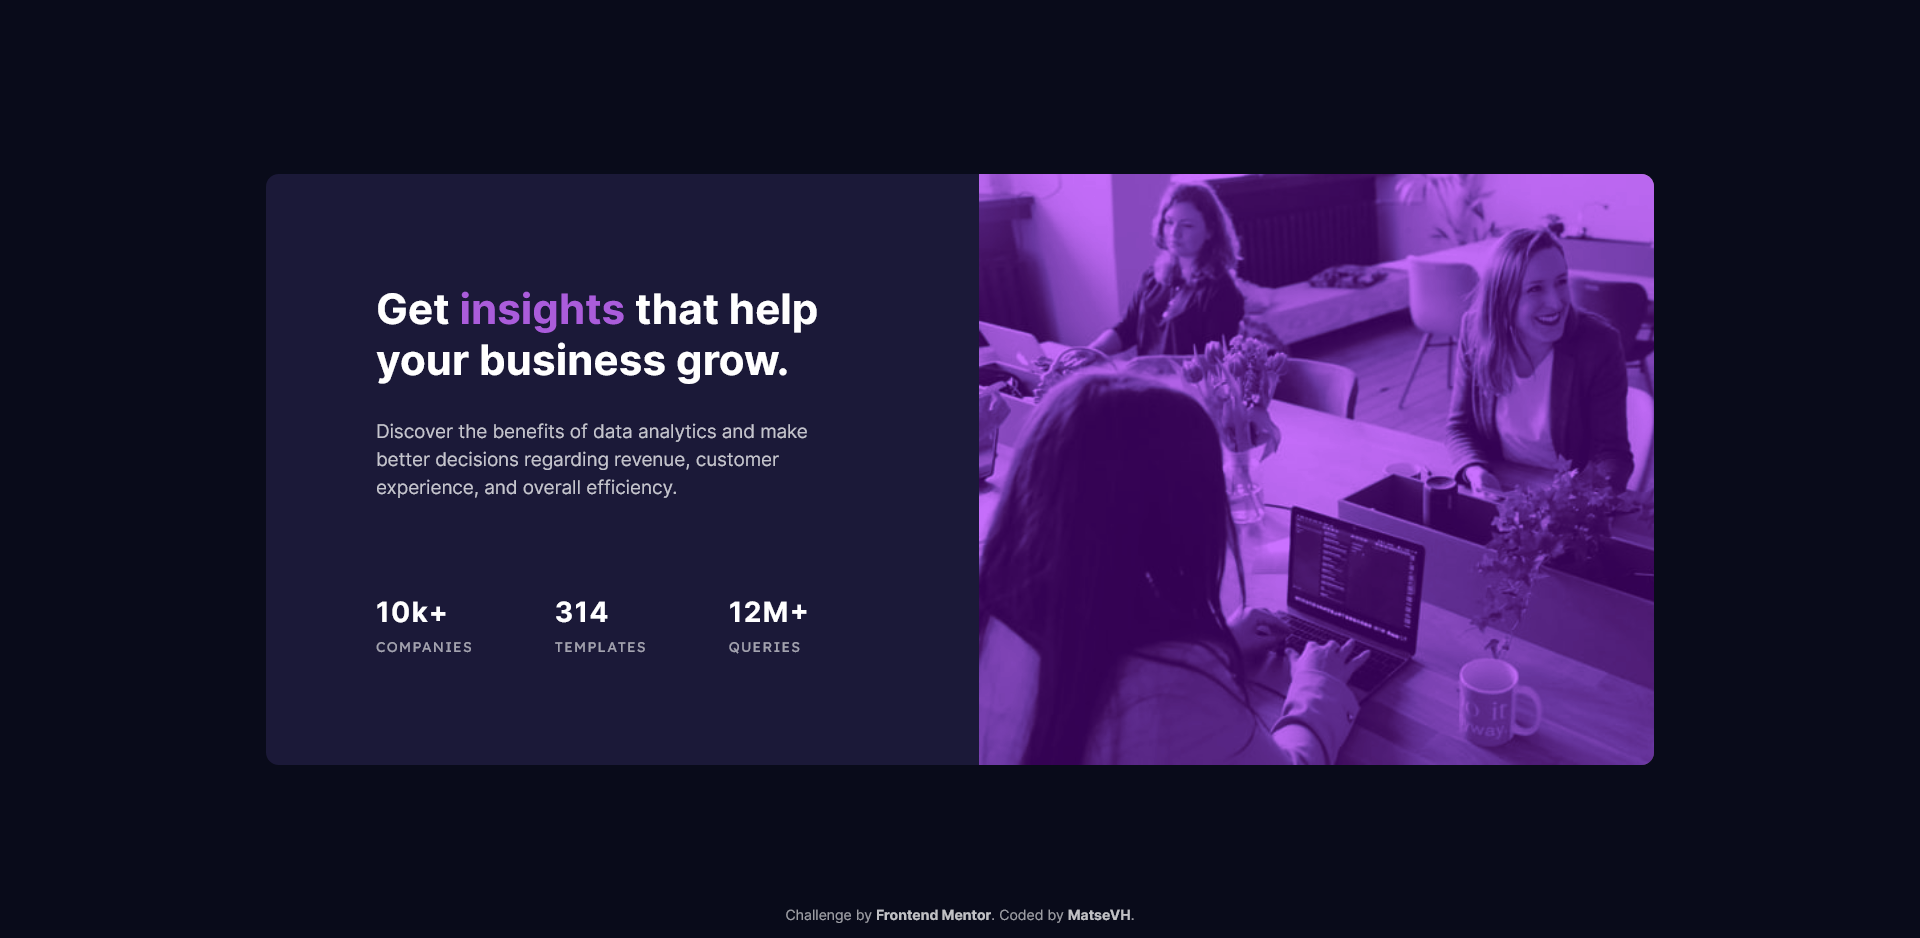 Get insights that help
your business grow.
Discover the benefits of data analytics and make
better decisions regarding revenue, customer
experience, and overall efficiency.
10k+ 314 12M+
COMPANIES TEMPLATES QUERIES
Challenge by Frontend Mentor. Coded by MatseVH.